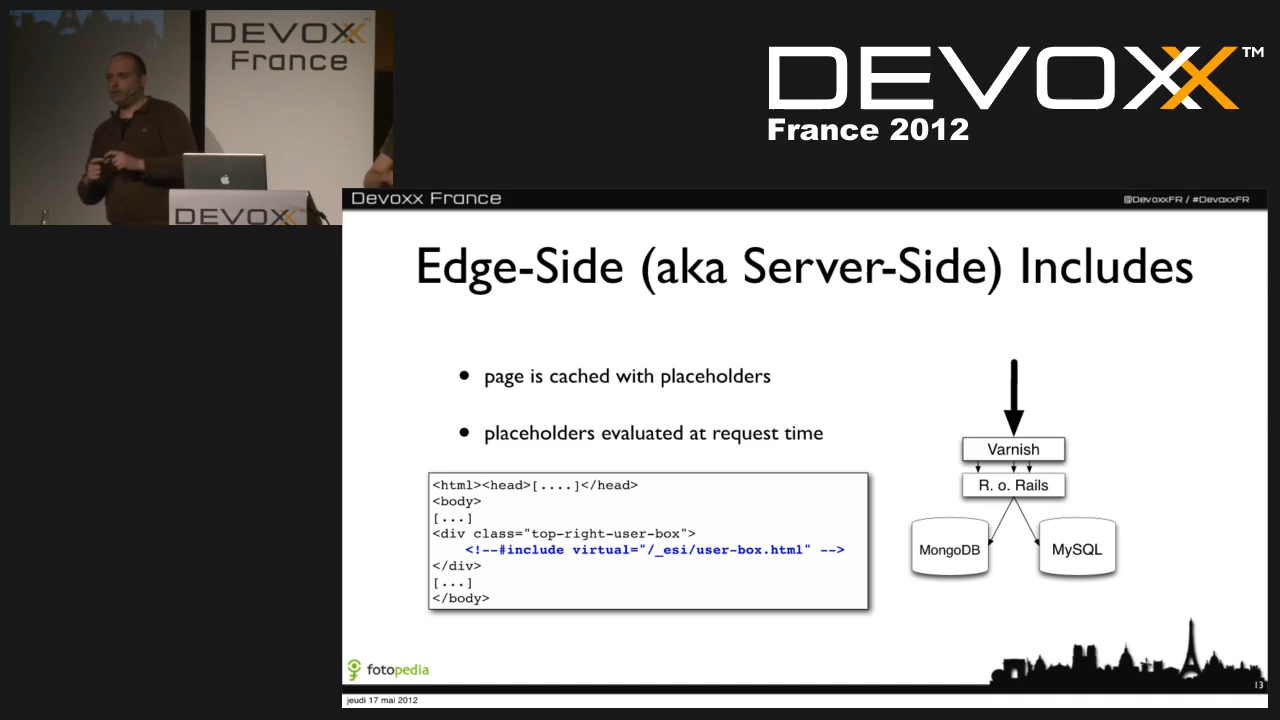 DEVOXX
France
DEVOXX
DEVOXX™
France 2012
Devoxx France
@DevoxxFR / #DevoxxFR
Edge-Side (aka Server-Side) Includes
• page is cached with placeholders
• placeholders evaluated at request time
<html><head>[....]</head>
<body>
[...]
<div class="top-right-user-box">
<!--#include virtual="/_esi/user-box.html" -->
</div>
[...]
</body>
Varnish
R. o. Rails
MongoDB
MySQL
fotopedia
13
jeudi 17 mai 2012